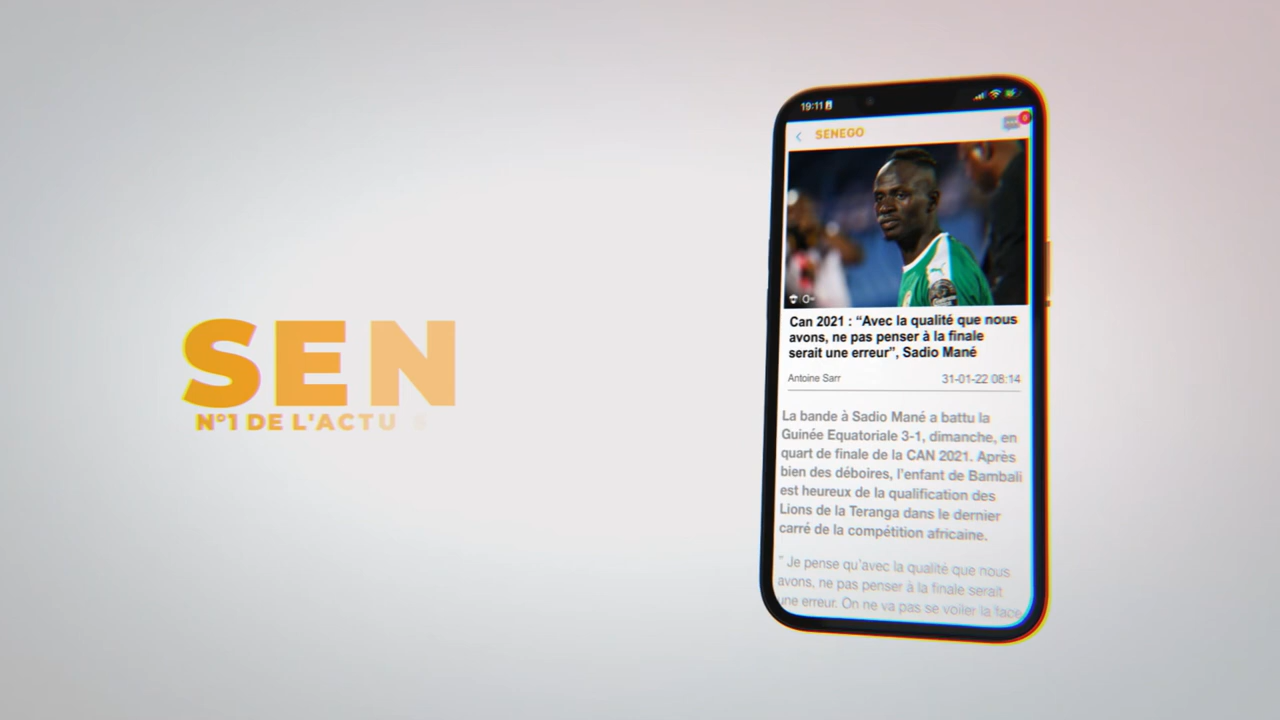 SEN
N°1 DE L'ACTU
19:11
SENEGO
Can 2021 : “Avec la qualité que nous
avons, ne pas penser à la finale
serait une erreur”, Sadio Mané
Antoine Sarr 31-01-22 08:14
La bande à Sadio Mané a battu la
Guinée Equatoriale 3-1, dimanche, en
quart de finale de la CAN 2021. Après
bien des déboires, l'enfant de Bambali
est heureux de la qualification des
Lions de la Teranga dans le dernier
carré de la compétition africaine.
" Je pense qu'avec la qualité que nous
avons, ne pas penser à la finale serait
une erreur. On ne va pas se voiler la face